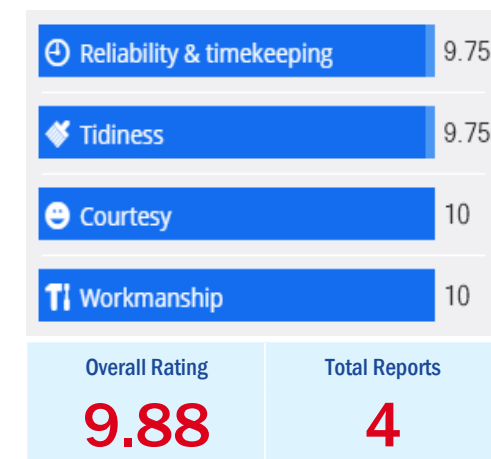 Reliability & timekeeping 9.75
Tidiness 9.75
Courtesy 10
Workmanship 10
Overall Rating Total Reports
9.88 4